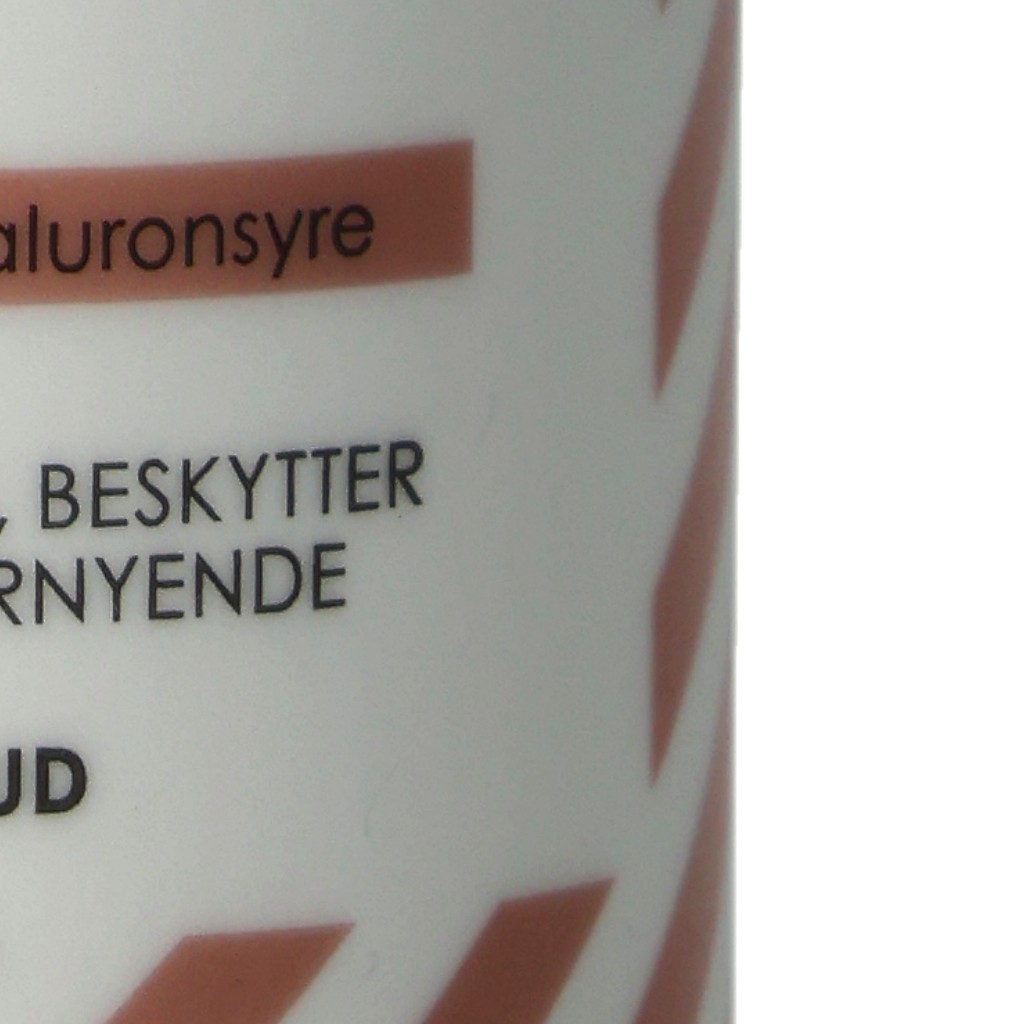 aluronsyre
, BESKYTTER
RNYENDE
UD